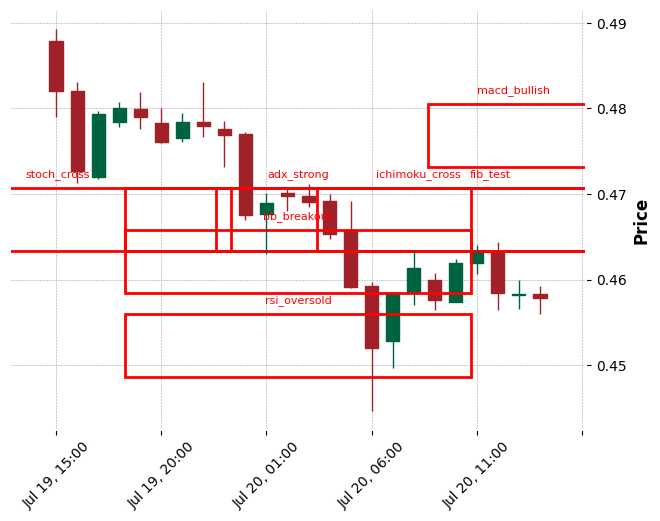 0.49
macd_bullish
0.48
stoch_cross adx_strong ichimoku_cross fib_test
0.47
bb_breakout
0.46
rsi_oversold
0.45
Price
Jul 19, 15:00 Jul 19, 20:00 Jul 20, 01:00 Jul 20, 06:00 Jul 20, 11:00